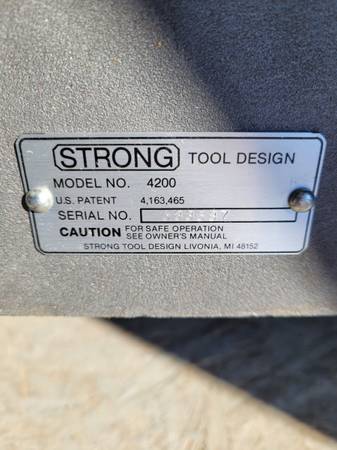 STRONG TOOL DESIGN
MODEL NO. 4200
U.S. PATENT 4,163,465
SERIAL NO.
CAUTION FOR SAFE OPERATION
SEE OWNER'S MANUAL
STRONG TOOL DESIGN LIVONIA, MI 48152